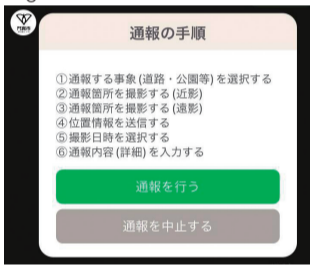 通報の手順
①通報する事象(道路・公園等)を選択する
②通報箇所を撮影する(近影)
③通報箇所を撮影する(遠影)
④位置情報を送信する
⑤撮影日時を選択する
⑥通報内容(詳細)を入力する
通報を行う
通報を中止する